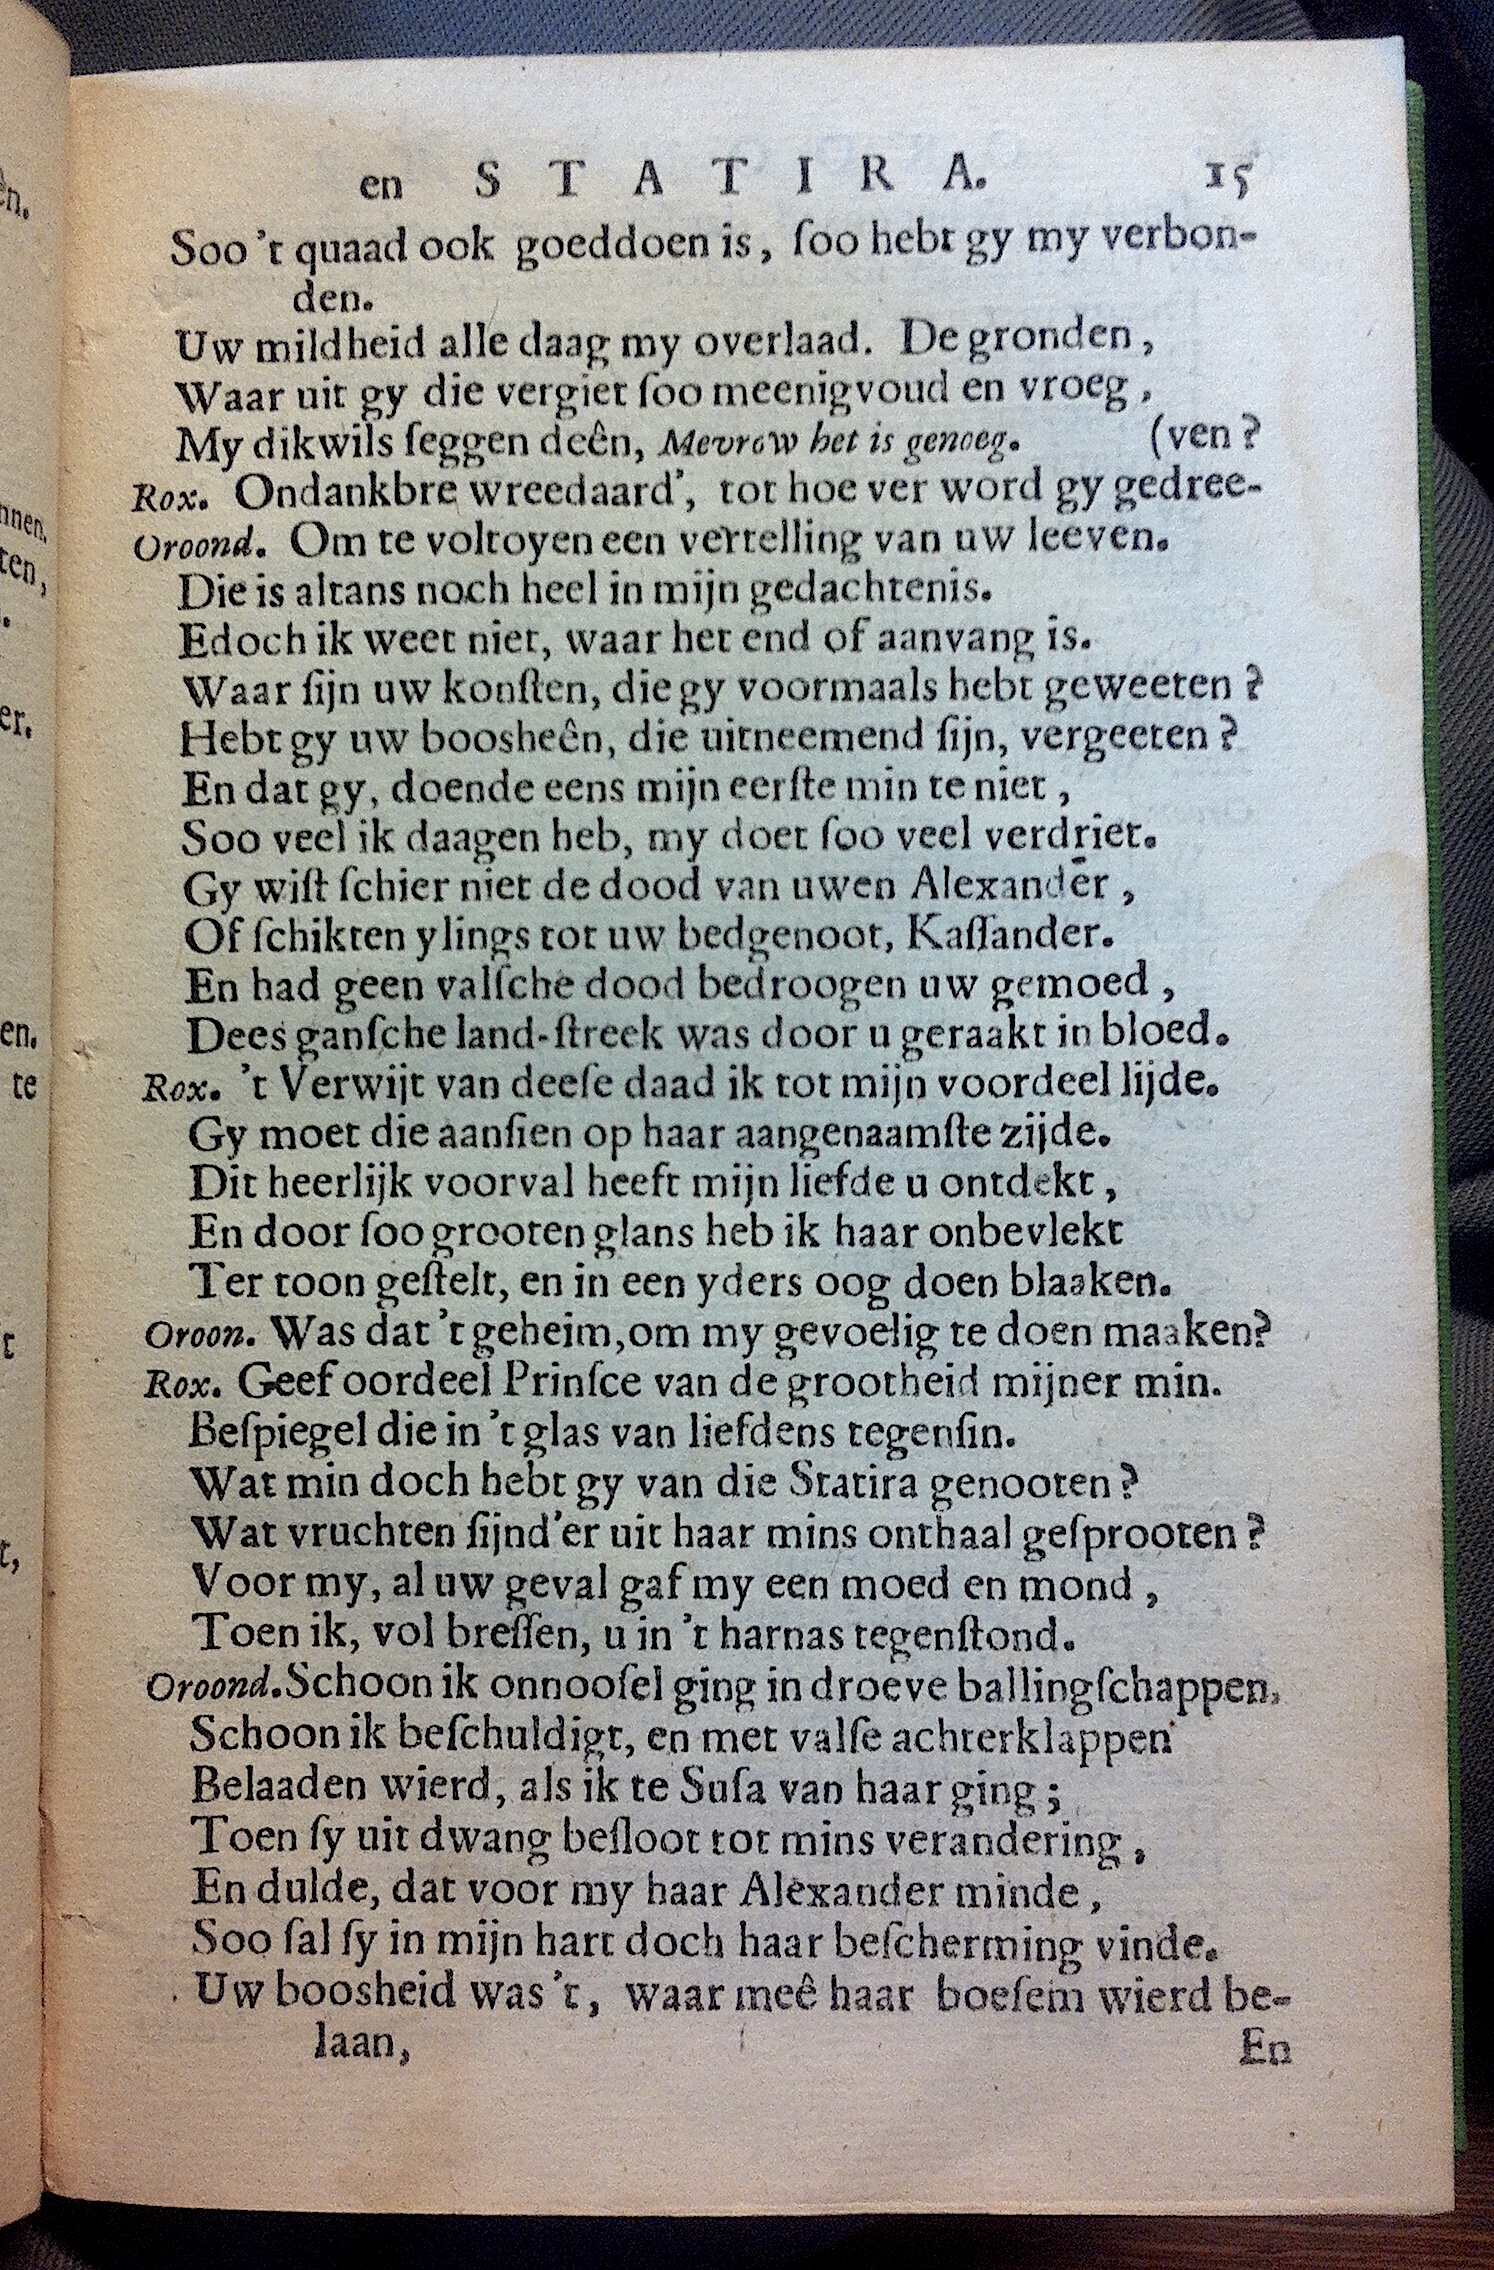 en STATIRA. 15
Soo 't quaad ook goeddoen is, ſoo hebt gy my verbon-
den.
Uw mildheid alle daag my overlaad. De gronden,
Waar uit gy die vergiet ſoo meenigvoud en vroeg,
My dikwils ſeggen deên, Mevrow het is genoeg. (ven?
Rox. Ondankbre wreedaard', tot hoe ver word gy gedree-
Oroond. Om te voltoyen een vertelling van uw leeven.
Die is altans noch heel in mijn gedachtenis.
Edoch ik weet niet, waar het end of aanvang is.
Waar ſijn uw konſten, die gy voormaals hebt geweeten?
Hebt gy uw boosheên, die uitneemend ſijn, vergeeten?
En dat gy, doende eens mijn eerſte min te niet,
Soo veel ik daagen heb, my doet ſoo veel verdriet.
Gy wiſt ſchier niet de dood van uwen Alexander,
Of ſchikten ylings tot uw bedgenoot, Kaſſander.
En had geen valſche dood bedroogen uw gemoed,
Dees ganſche land-ſtreek was door u geraakt in bloed.
Rox. 't Verwijt van deeſe daad ik tot mijn voordeel lijde.
Gy moet die aanſien op haar aangenaamſte zijde.
Dit heerlijk voorval heeft mijn liefde u ontdekt,
En door ſoo grooten glans heb ik haar onbevlekt
Ter toon geſtelt, en in een yders oog doen blaaken.
Oroon. Was dat 't geheim, om my gevoelig te doen maaken?
Rox. Geef oordeel Prinſce van de grootheid mijner min.
Beſpiegel die in 't glas van liefdens tegenſin.
Wat min doch hebt gy van die Statira genooten?
Wat vruchten ſijnd'er uit haar mins onthaal geſprooten?
Voor my, al uw geval gaf my een moed en mond,
Toen ik, vol breſſen, u in 't harnas tegenſtond.
Oroond. Schoon ik onnooſel ging in droeve ballingſchappen,
Schoon ik beſchuldigt, en met valſe achterklappen
Belaaden wierd, als ik te Suſa van haar ging;
Toen ſy uit dwang beſloot tot mins verandering,
En dulde, dat voor my haar Alexander minde,
Soo ſal ſy in mijn hart doch haar beſcherming vinde.
Uw boosheid was 't, waar meê haar boeſem wierd be-
laan,
En